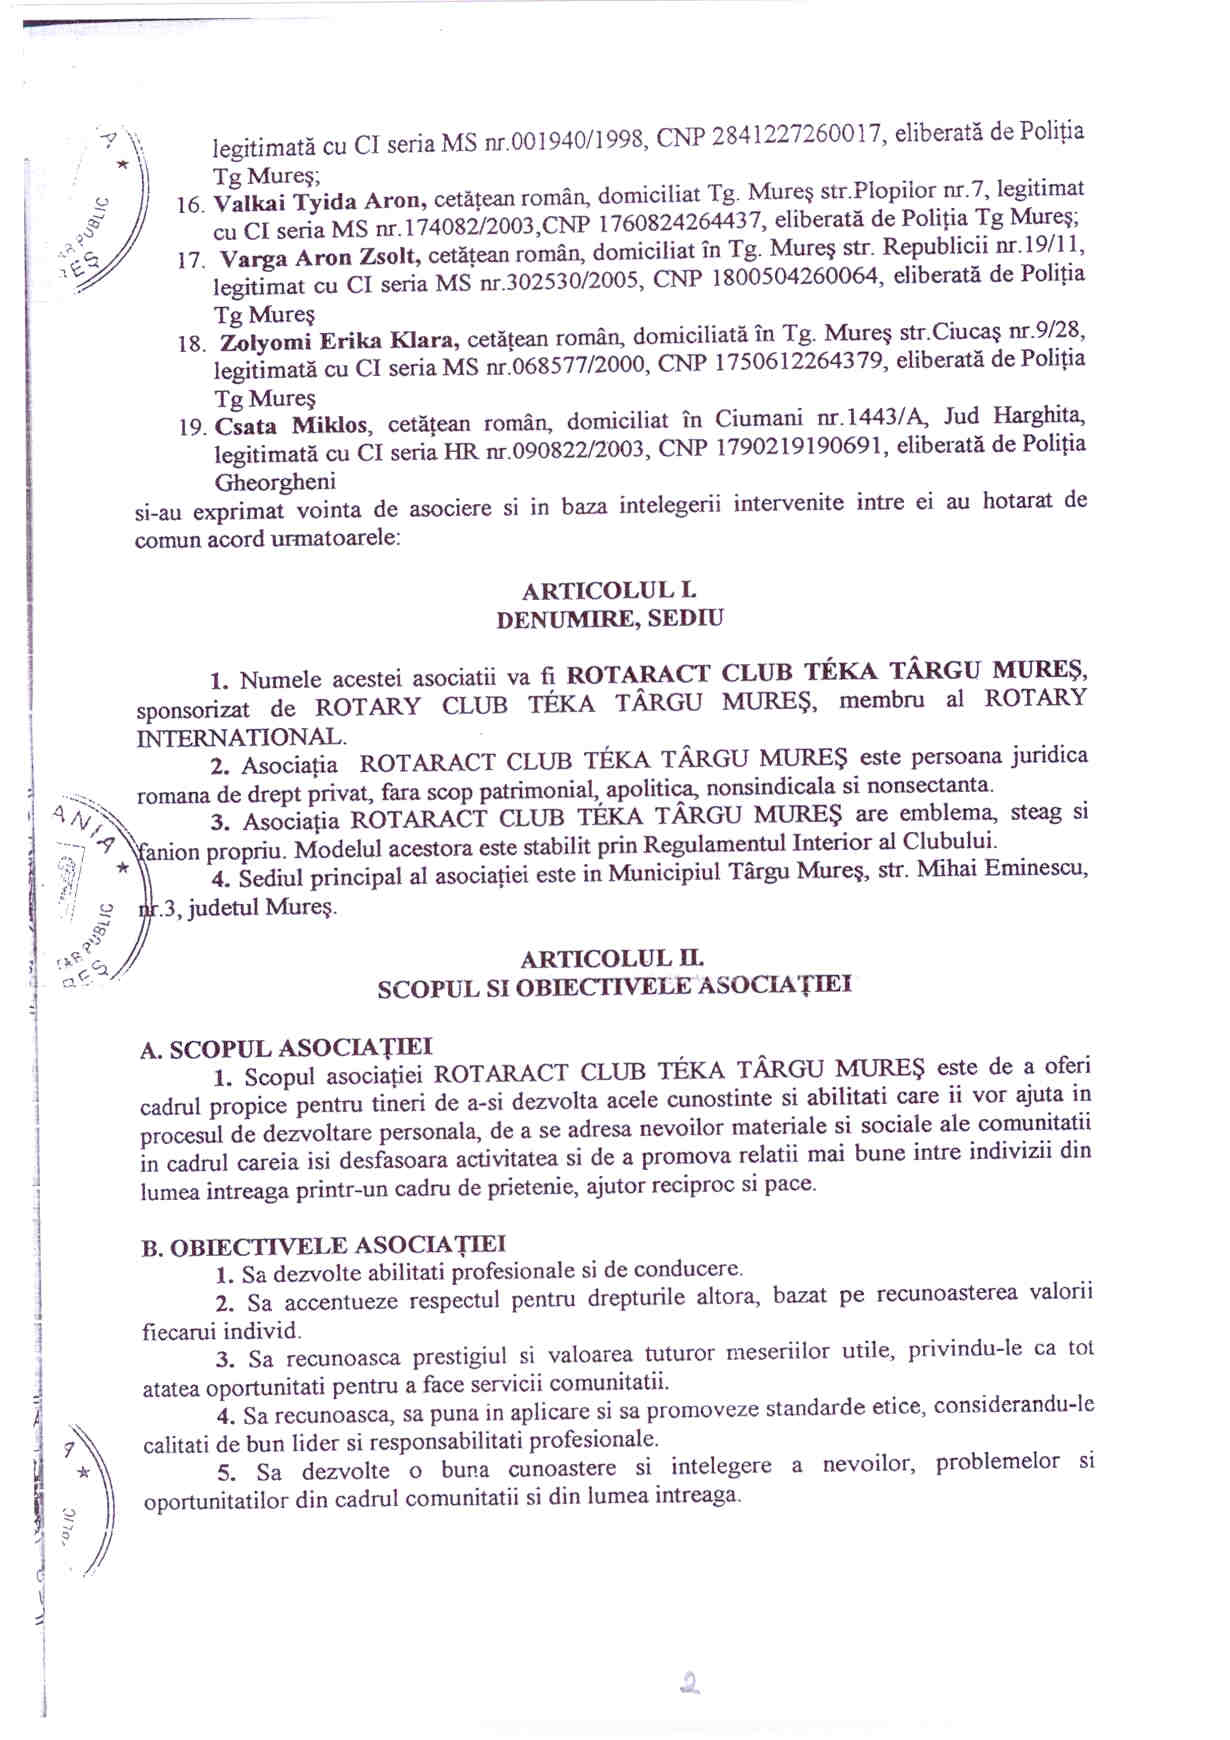 legitimată cu CI seria MS nr.001940/1998, CNP 2841227260017, eliberată de Poliţia
Tg Mureş;
16. Valkai Tyida Aron, cetăţean român, domiciliat Tg. Mureş str.Plopilor nr.7, legitimat
cu CI seria MS nr.174082/2003,CNP 1760824264437, eliberată de Poliţia Tg Mureş;
17. Varga Aron Zsolt, cetăţean român, domiciliat în Tg. Mureş str. Republicii nr.19/11,
legitimat cu CI seria MS nr.302530/2005, CNP 1800504260064, eliberată de Poliţia
Tg Mureş
18. Zolyomi Erika Klara, cetăţean român, domiciliată în Tg. Mureş str.Ciucaş nr.9/28,
legitimată cu CI seria MS nr.068577/2000, CNP 1750612264379, eliberată de Poliţia
Tg Mureş
19. Csata Miklos, cetăţean român, domiciliat în Ciumani nr.1443/A, Jud Harghita,
legitimată cu CI seria HR nr.090822/2003, CNP 1790219190691, eliberată de Poliţia
Gheorgheni
si-au exprimat vointa de asociere si in baza intelegerii intervenite intre ei au hotarat de
comun acord urmatoarele:
ARTICOLUL I.
DENUMIRE, SEDIU
1. Numele acestei asociatii va fi ROTARACT CLUB TÉKA TÂRGU MUREŞ,
sponsorizat de ROTARY CLUB TÉKA TÂRGU MUREŞ, membru al ROTARY
INTERNATIONAL.
2. Asociaţia ROTARACT CLUB TÉKA TÂRGU MUREŞ este persoana juridica
romana de drept privat, fara scop patrimonial, apolitica, nonsindicala si nonsectanta.
3. Asociaţia ROTARACT CLUB TÉKA TÂRGU MUREŞ are emblema, steag si
fanion propriu. Modelul acestora este stabilit prin Regulamentul Interior al Clubului.
4. Sediul principal al asociaţiei este in Municipiul Târgu Mureş, str. Mihai Eminescu,
nr.3, judetul Mureş.
ARTICOLUL II.
SCOPUL SI OBIECTIVELE ASOCIAŢIEI
A. SCOPUL ASOCIAŢIEI
1. Scopul asociaţiei ROTARACT CLUB TÉKA TÂRGU MUREŞ este de a oferi
cadrul propice pentru tineri de a-si dezvolta acele cunostinte si abilitati care ii vor ajuta in
procesul de dezvoltare personala, de a se adresa nevoilor materiale si sociale ale comunitatii
in cadrul careia isi desfasoara activitatea si de a promova relatii mai bune intre indivizii din
lumea intreaga printr-un cadru de prietenie, ajutor reciproc si pace.
B. OBIECTIVELE ASOCIAŢIEI
1. Sa dezvolte abilitati profesionale si de conducere.
2. Sa accentueze respectul pentru drepturile altora, bazat pe recunoasterea valorii
fiecarui individ.
3. Sa recunoasca prestigiul si valoarea tuturor meseriilor utile, privindu-le ca tot
atatea oportunitati pentru a face servicii comunitatii.
4. Sa recunoasca, sa puna in aplicare si sa promoveze standarde etice, considerandu-le
calitati de bun lider si responsabilitati profesionale.
5. Sa dezvolte o buna cunoastere si intelegere a nevoilor, problemelor si
oportunitatilor din cadrul comunitatii si din lumea intreaga.
2